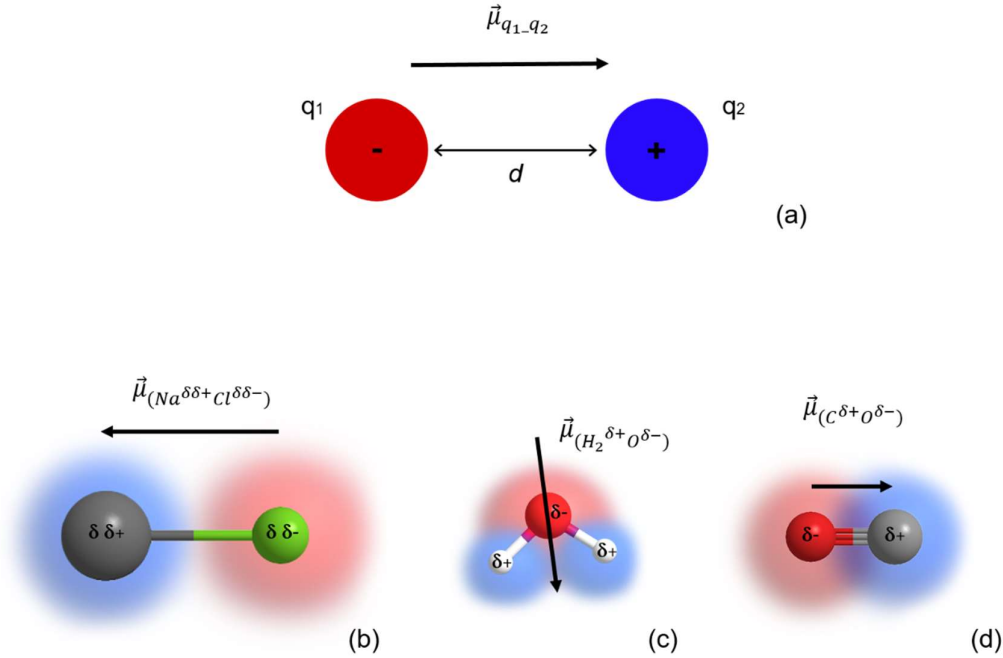 μ⃗q₁_q₂
q₁
q₂
-
+
d
(a)
μ⃗(Naδδ+Clδδ−)
μ⃗(H₂δ+Oδ−)
μ⃗(Cδ+Oδ−)
δ δ+
δ δ-
δ-
δ+
δ+
δ-
δ+
(b)
(c)
(d)